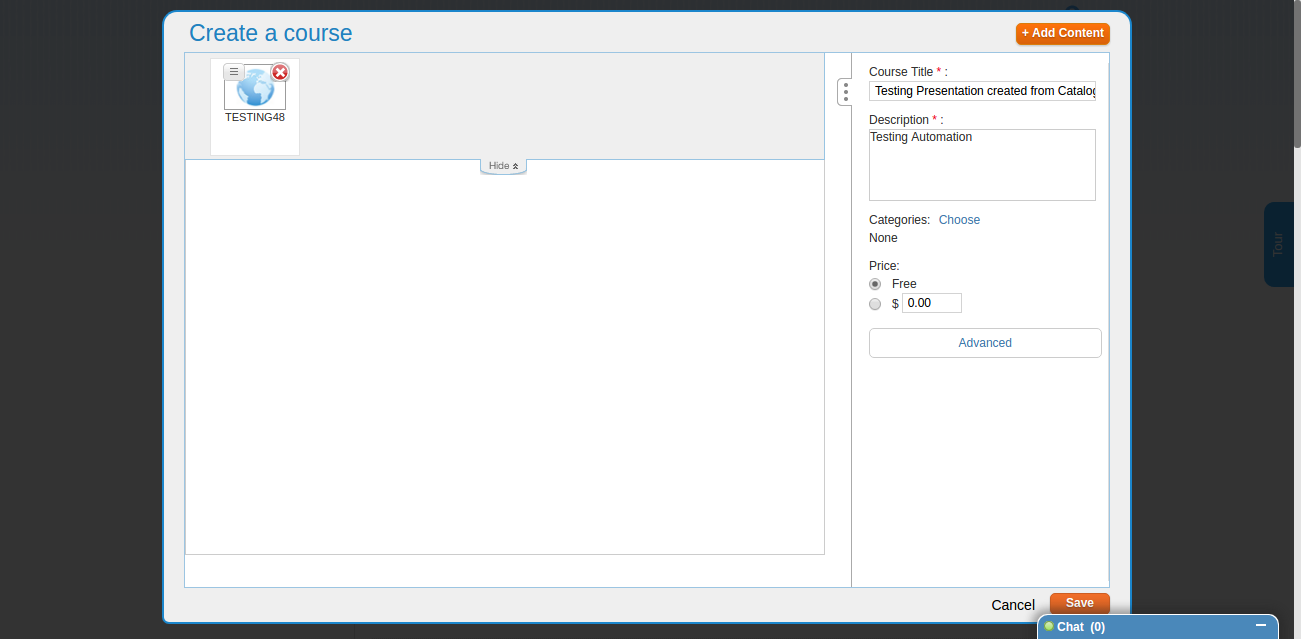 Create a course
+ Add Content
TESTING48
Hide
Course Title * :
Testing Presentation created from Catalog
Description * :
Testing Automation
Categories: Choose
None
Price:
Free
$ 0.00
Advanced
Tour
Cancel
Save
Chat (0)